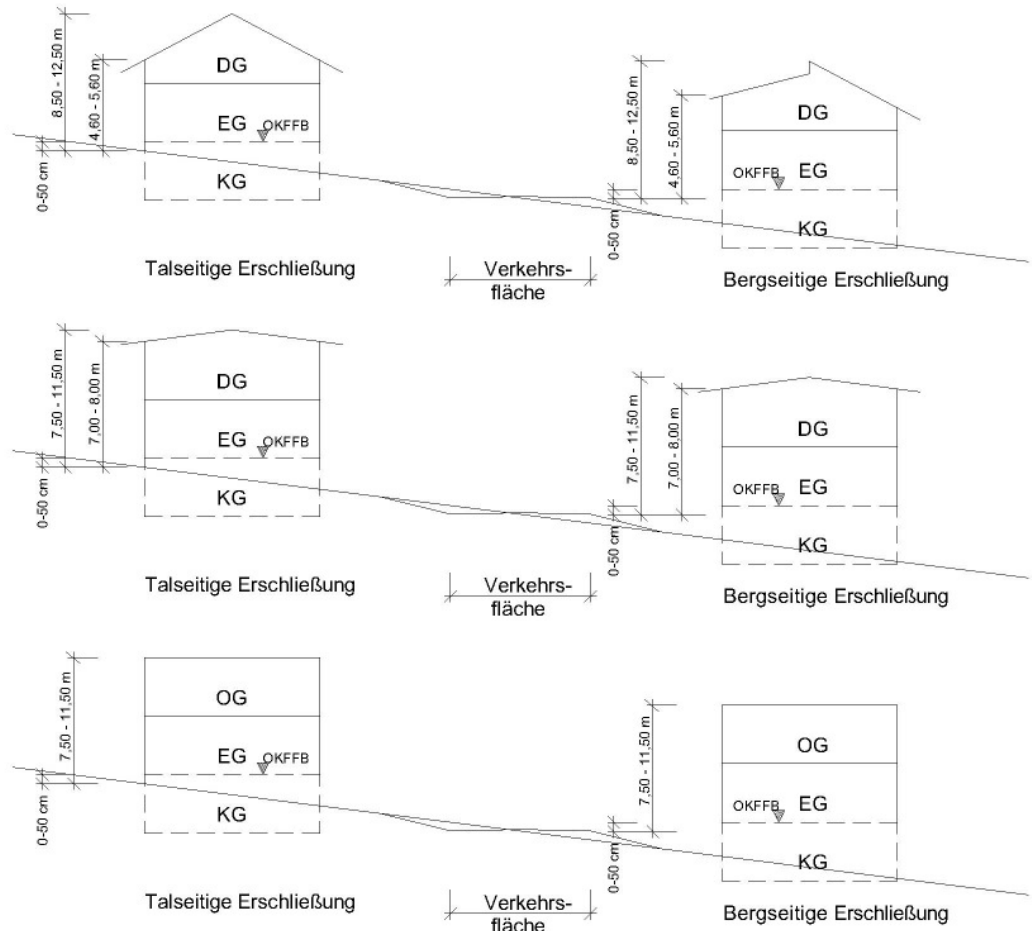 8,50 - 12,50 m
4,60 - 5,60 m
0-50 cm
DG
EG OKFFB
KG
Talseitige Erschließung
Verkehrs-
fläche
8,50 - 12,50 m
4,60 - 5,60 m
0-50 cm
DG
OKFFB EG
KG
Bergseitige Erschließung
7,50 - 11,50 m
7,00 - 8,00 m
0-50 cm
DG
EG OKFFB
KG
Talseitige Erschließung
Verkehrs-
fläche
7,50 - 11,50 m
7,00 - 8,00 m
0-50 cm
DG
OKFFB EG
KG
Bergseitige Erschließung
7,50 - 11,50 m
0-50 cm
OG
EG OKFFB
KG
Talseitige Erschließung
Verkehrs-
fläche
7,50 - 11,50 m
0-50 cm
OG
OKFFB EG
KG
Bergseitige Erschließung